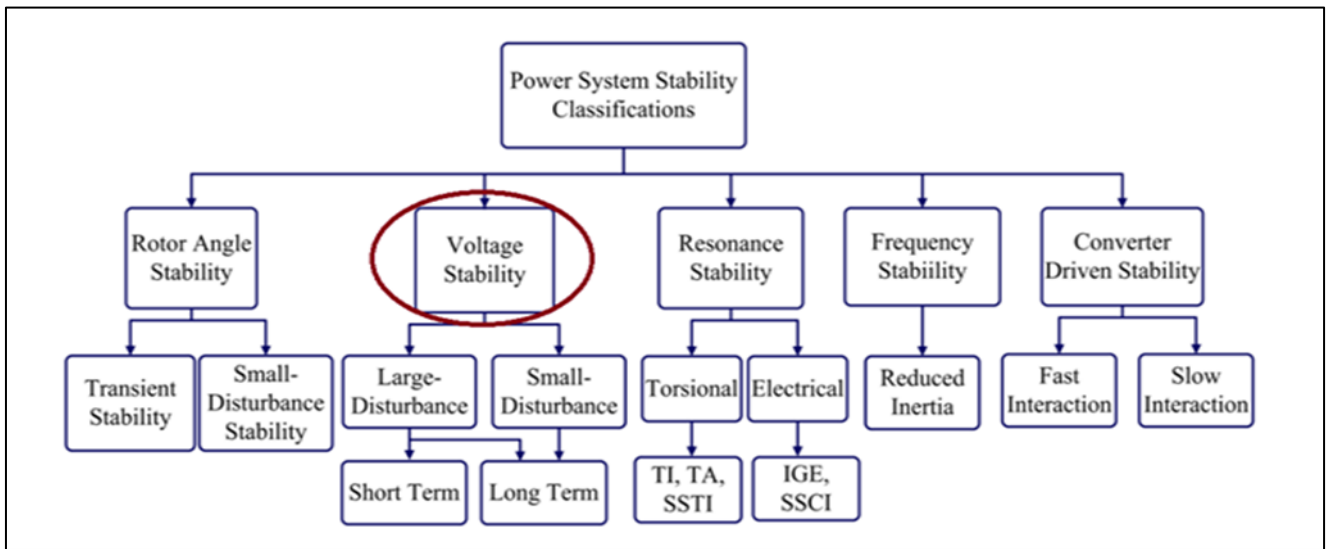 Power System Stability
Classifications
Rotor Angle
Stability
Voltage
Stability
Resonance
Stability
Frequency
Stabiility
Converter
Driven Stability
Transient
Stability
Small-
Disturbance
Stability
Large-
Disturbance
Small-
Disturbance
Torsional
Electrical
Reduced
Inertia
Fast
Interaction
Slow
Interaction
Short Term
Long Term
TI, TA,
SSTI
IGE,
SSCI